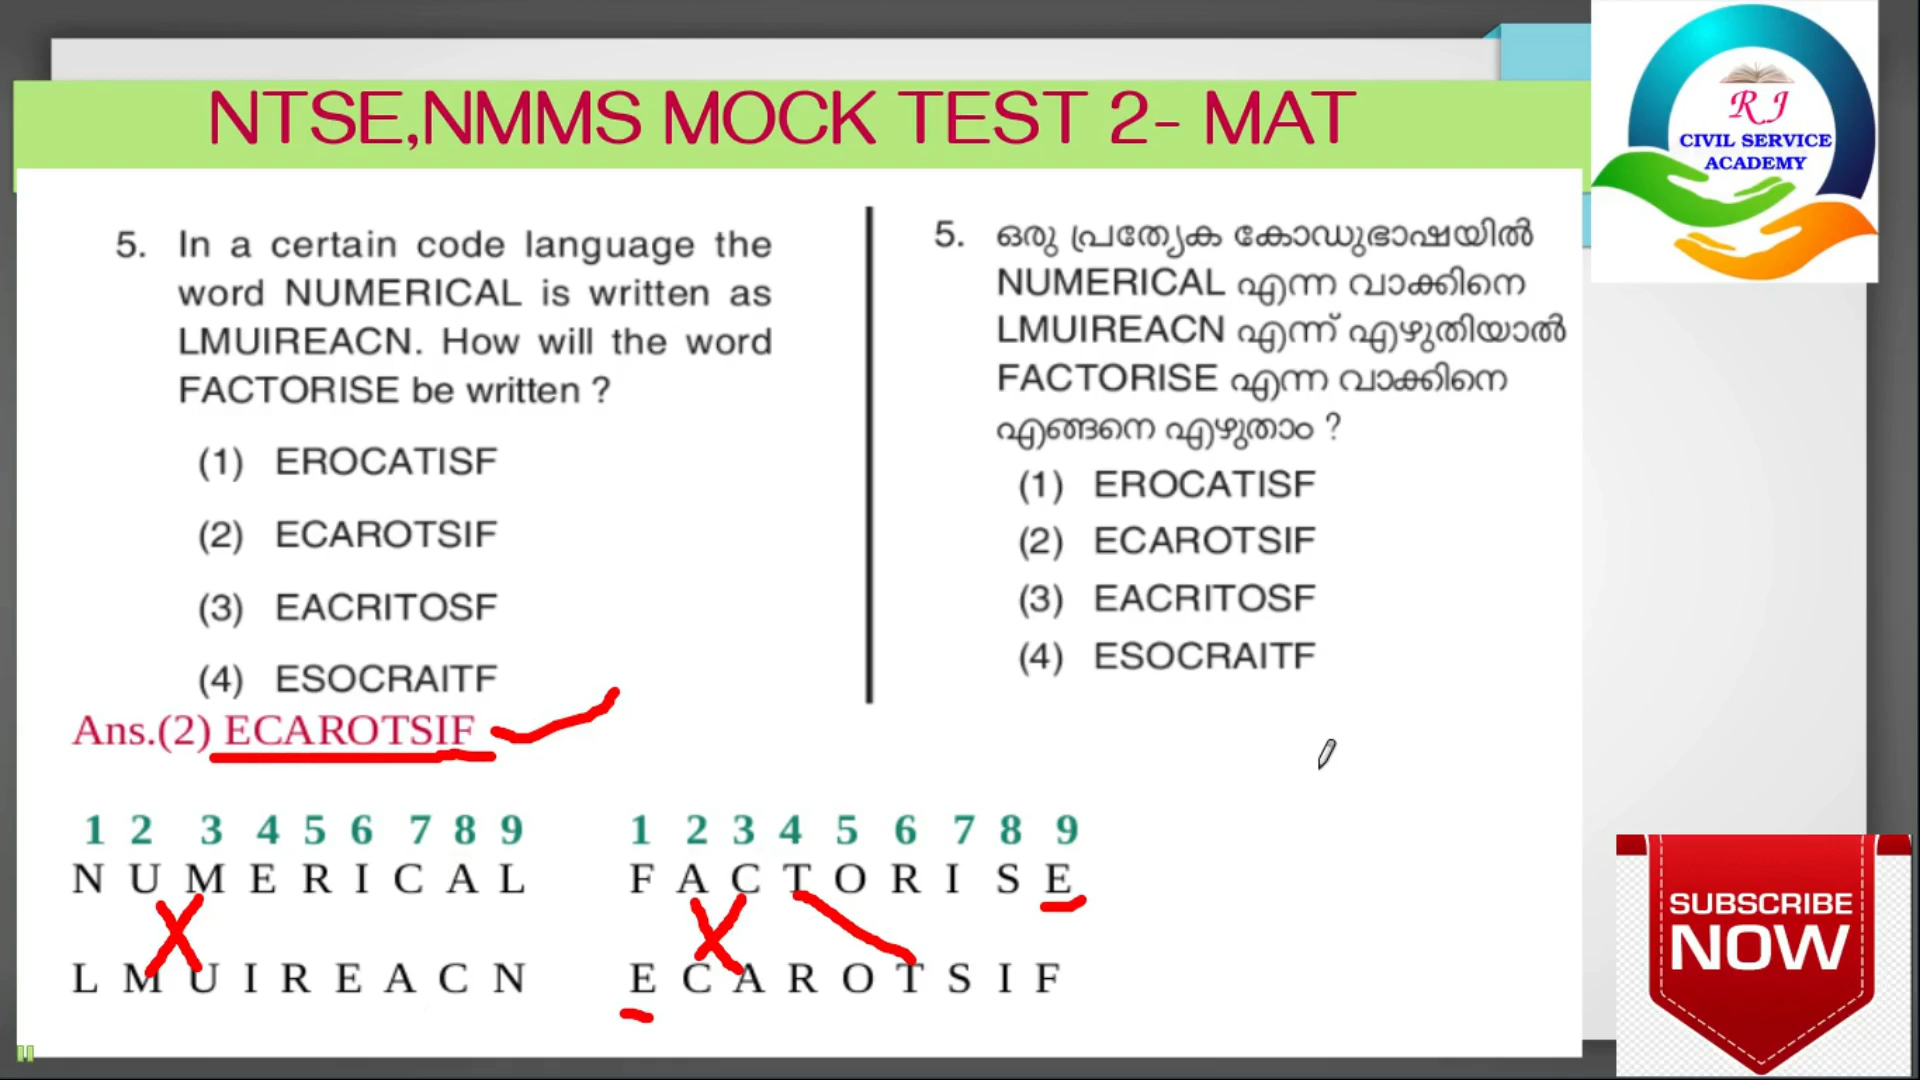 NTSE,NMMS MOCK TEST 2- MAT
RJ
CIVIL SERVICE
ACADEMY
5. In a certain code language the
word NUMERICAL is written as
LMUIREACN. How will the word
FACTORISE be written ?
(1) EROCATISF
(2) ECAROTSIF
(3) EACRITOSF
(4) ESOCRAITF
Ans.(2) ECAROTSIF
5. ഒരു പ്രത്യേക കോഡുഭാഷയിൽ
NUMERICAL എന്ന വാക്കിനെ
LMUIREACN എന്ന് എഴുതിയാൽ
FACTORISE എന്ന വാക്കിനെ
എങ്ങനെ എഴുതാം ?
(1) EROCATISF
(2) ECAROTSIF
(3) EACRITOSF
(4) ESOCRAITF
1 2 3 4 5 6 7 8 9
N U M E R I C A L
L M U I R E A C N
1 2 3 4 5 6 7 8 9
F A C T O R I S E
E C A R O T S I F
SUBSCRIBE
NOW